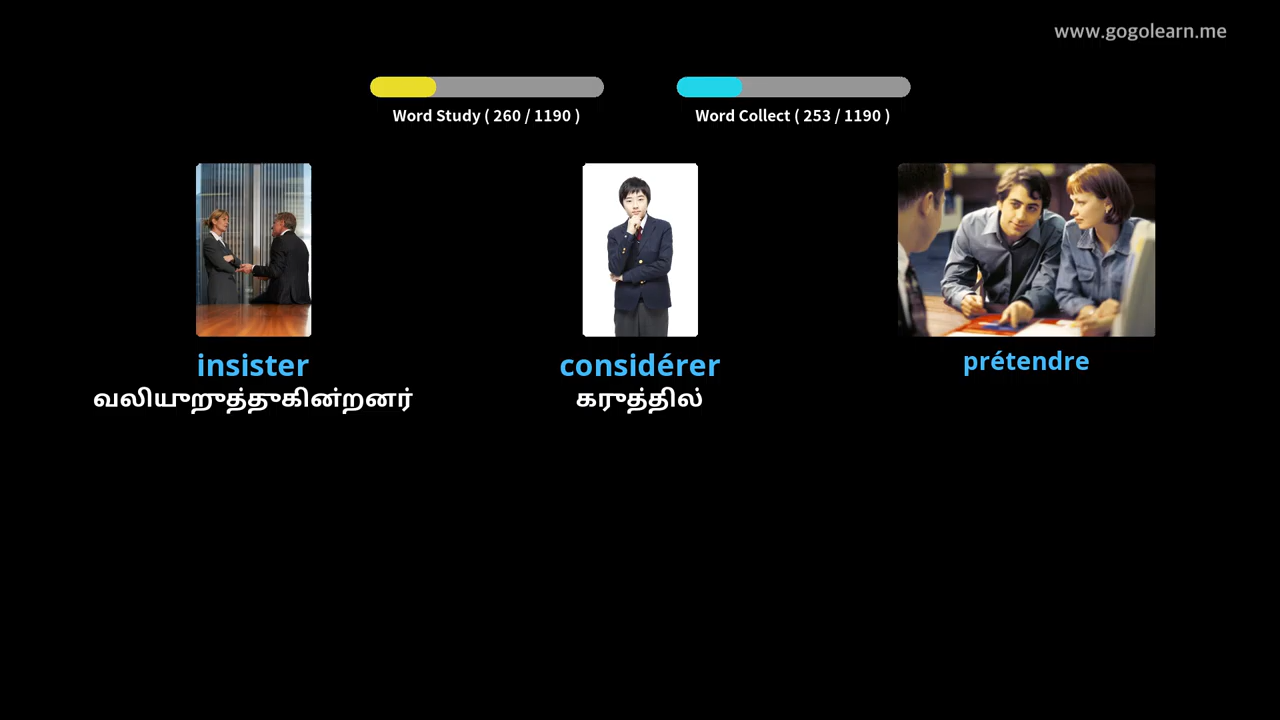 www.gogolearn.me
Word Study ( 260 / 1190 )
Word Collect ( 253 / 1190 )
insister
வலியுறுத்துகின்றனர்
considérer
கருத்தில்
prétendre